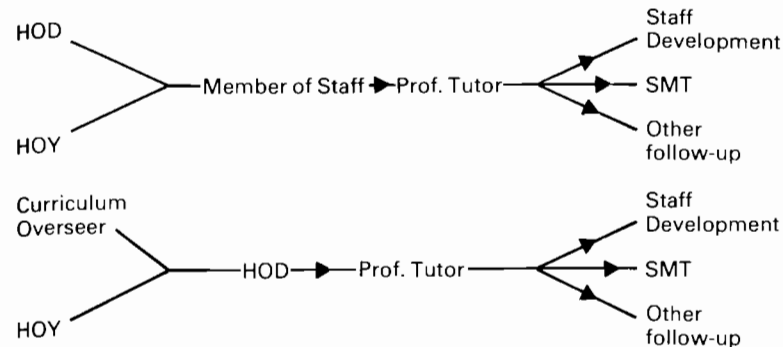 HOD
HOY
Member of Staff
Prof. Tutor
Staff
Development
SMT
Other
follow-up
Curriculum
Overseer
HOY
HOD
Prof. Tutor
Staff
Development
SMT
Other
follow-up